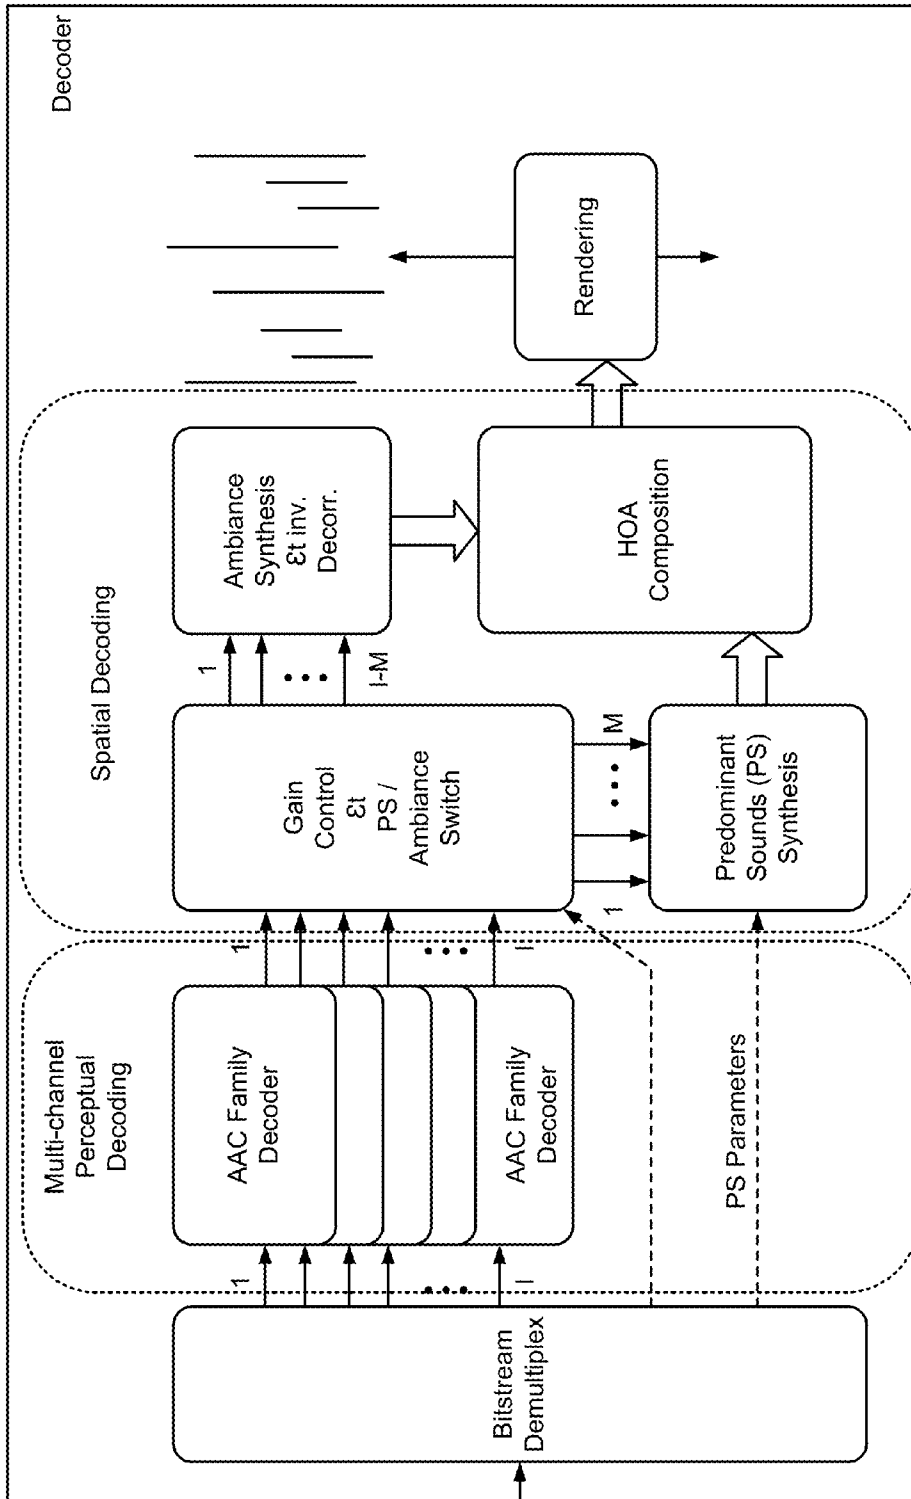 Decoder
Multi-channel
Perceptual
Decoding
Spatial Decoding
Bitstream
Demultiplex
1
I
AAC Family
Decoder
AAC Family
Decoder
1
I
PS Parameters
Gain
Control
&
PS /
Ambiance
Switch
1
I-M
1
M
Ambiance
Synthesis
& inv.
Decorr.
Predominant
Sounds (PS)
Synthesis
HOA
Composition
Rendering